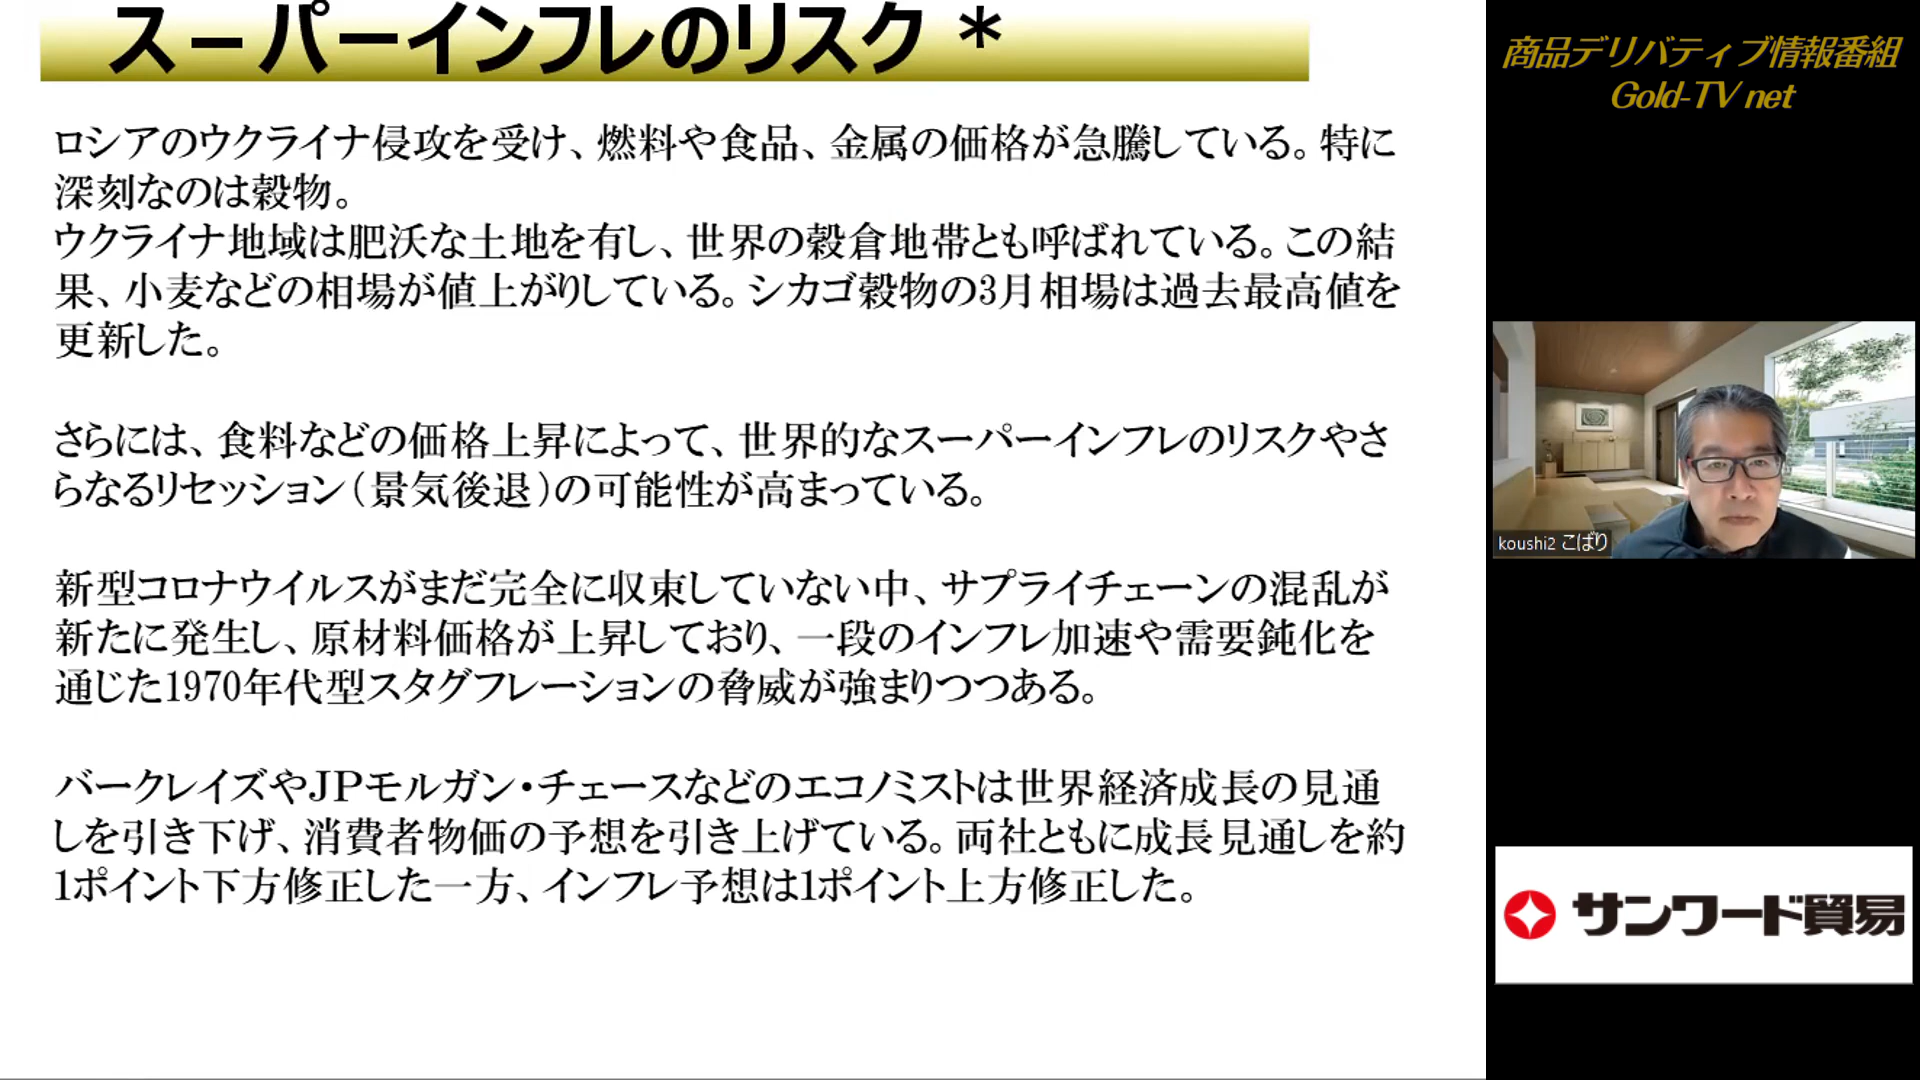 スーパーインフレのリスク *
ロシアのウクライナ侵攻を受け、燃料や食品、金属の価格が急騰している。特に
深刻なのは穀物。
ウクライナ地域は肥沃な土地を有し、世界の穀倉地帯とも呼ばれている。この結
果、小麦などの相場が値上がりしている。シカゴ穀物の3月相場は過去最高値を
更新した。
さらには、食料などの価格上昇によって、世界的なスーパーインフレのリスクやさ
らなるリセッション（景気後退）の可能性が高まっている。
新型コロナウイルスがまだ完全に収束していない中、サプライチェーンの混乱が
新たに発生し、原材料価格が上昇しており、一段のインフレ加速や需要鈍化を
通じた1970年代型スタグフレーションの脅威が強まりつつある。
バークレイズやＪＰモルガン・チェースなどのエコノミストは世界経済成長の見通
しを引き下げ、消費者物価の予想を引き上げている。両社ともに成長見通しを約
1ポイント下方修正した一方、インフレ予想は1ポイント上方修正した。
商品デリバティブ情報番組
Gold-TV net
koushi2 こばり
サンワード貿易